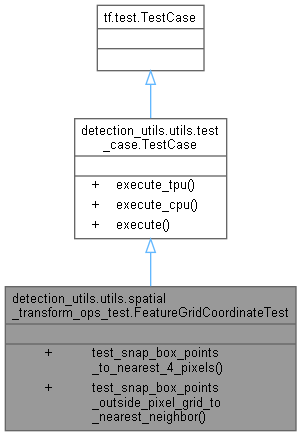 tf.test.TestCase
detection_utils.utils.test
_case.TestCase
+ execute_tpu()
+ execute_cpu()
+ execute()
detection_utils.utils.spatial
_transform_ops_test.FeatureGridCoordinateTest
+ test_snap_box_points
_to_nearest_4_pixels()
+ test_snap_box_points
_outside_pixel_grid_to
_nearest_neighbor()